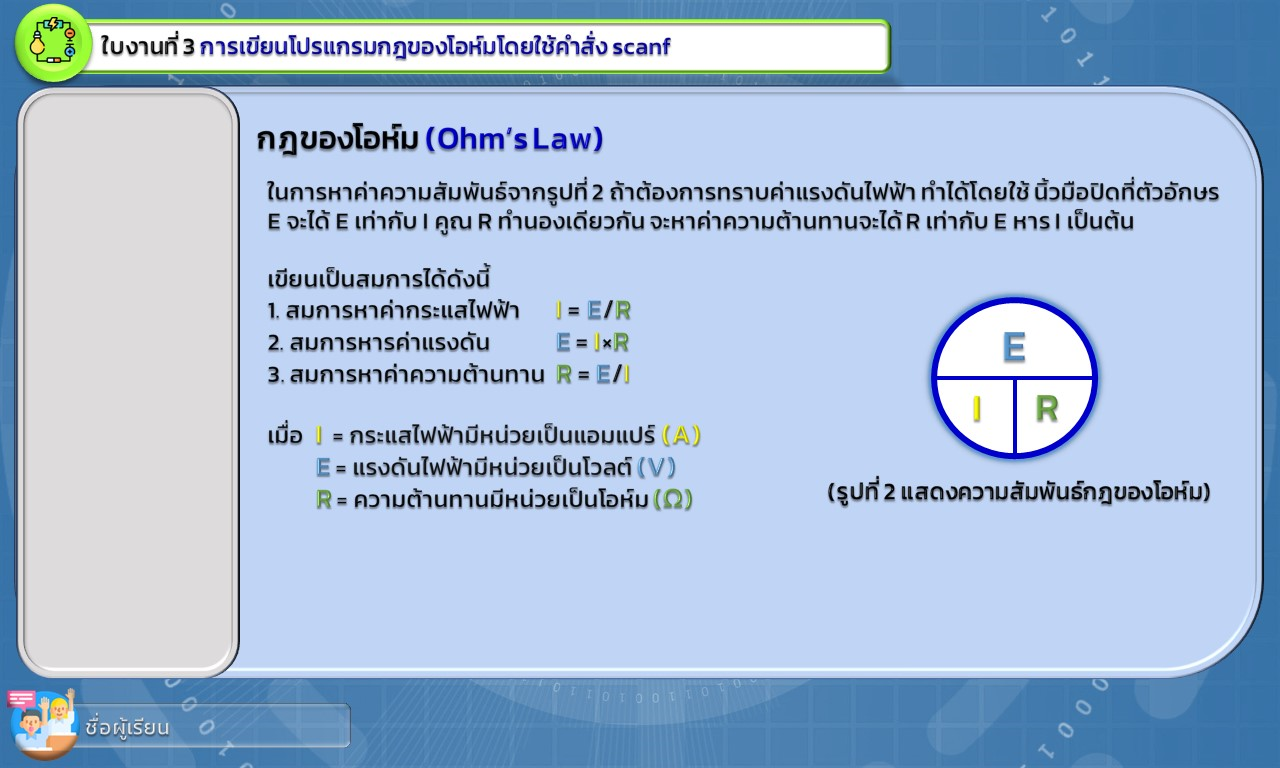 ใบงานที่ 3 การเขียนโปรแกรมกฎของโอห์มโดยใช้คำสั่ง scanf
กฎของโอห์ม (Ohm’s Law)
ในการหาค่าความสัมพันธ์จากรูปที่ 2 ถ้าต้องการทราบค่าแรงดันไฟฟ้า ทำได้โดยใช้ นิ้วมือปิดที่ตัวอักษร
E จะได้ E เท่ากับ I คูณ R ทำนองเดียวกัน จะหาค่าความต้านทานจะได้ R เท่ากับ E หาร I เป็นต้น
เขียนเป็นสมการได้ดังนี้
1. สมการหาค่ากระแสไฟฟ้า I = E/R
2. สมการหารค่าแรงดัน E = I×R
3. สมการหาค่าความต้านทาน R = E/I
เมื่อ I = กระแสไฟฟ้ามีหน่วยเป็นแอมแปร์ (A)
E = แรงดันไฟฟ้ามีหน่วยเป็นโวลต์ (V)
R = ความต้านทานมีหน่วยเป็นโอห์ม (Ω)
E
I R
(รูปที่ 2 แสดงความสัมพันธ์กฎของโอห์ม)
ชื่อผู้เรียน